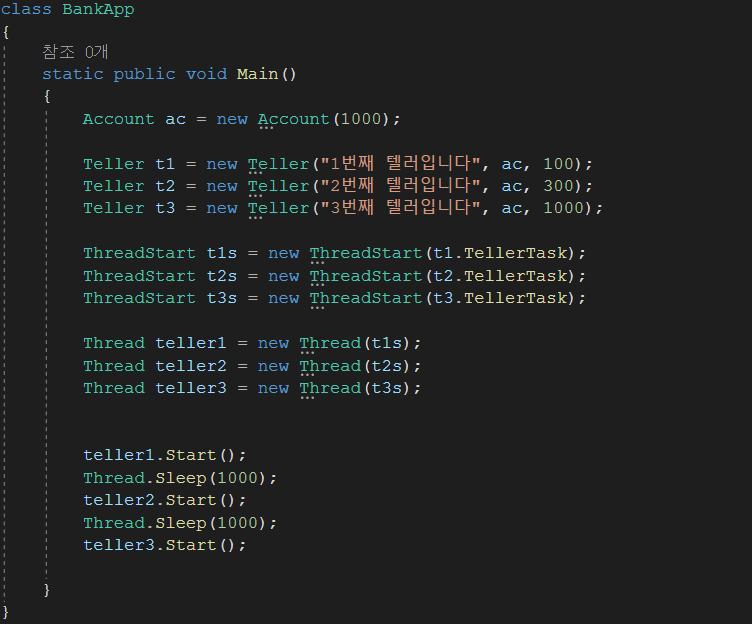 class BankApp
{
참조 0개
static public void Main()
{
Account ac = new Account(1000);
Teller t1 = new Teller("1번째 텔러입니다", ac, 100);
Teller t2 = new Teller("2번째 텔러입니다", ac, 300);
Teller t3 = new Teller("3번째 텔러입니다", ac, 1000);
ThreadStart t1s = new ThreadStart(t1.TellerTask);
ThreadStart t2s = new ThreadStart(t2.TellerTask);
ThreadStart t3s = new ThreadStart(t3.TellerTask);
Thread teller1 = new Thread(t1s);
Thread teller2 = new Thread(t2s);
Thread teller3 = new Thread(t3s);
teller1.Start();
Thread.Sleep(1000);
teller2.Start();
Thread.Sleep(1000);
teller3.Start();
}
}